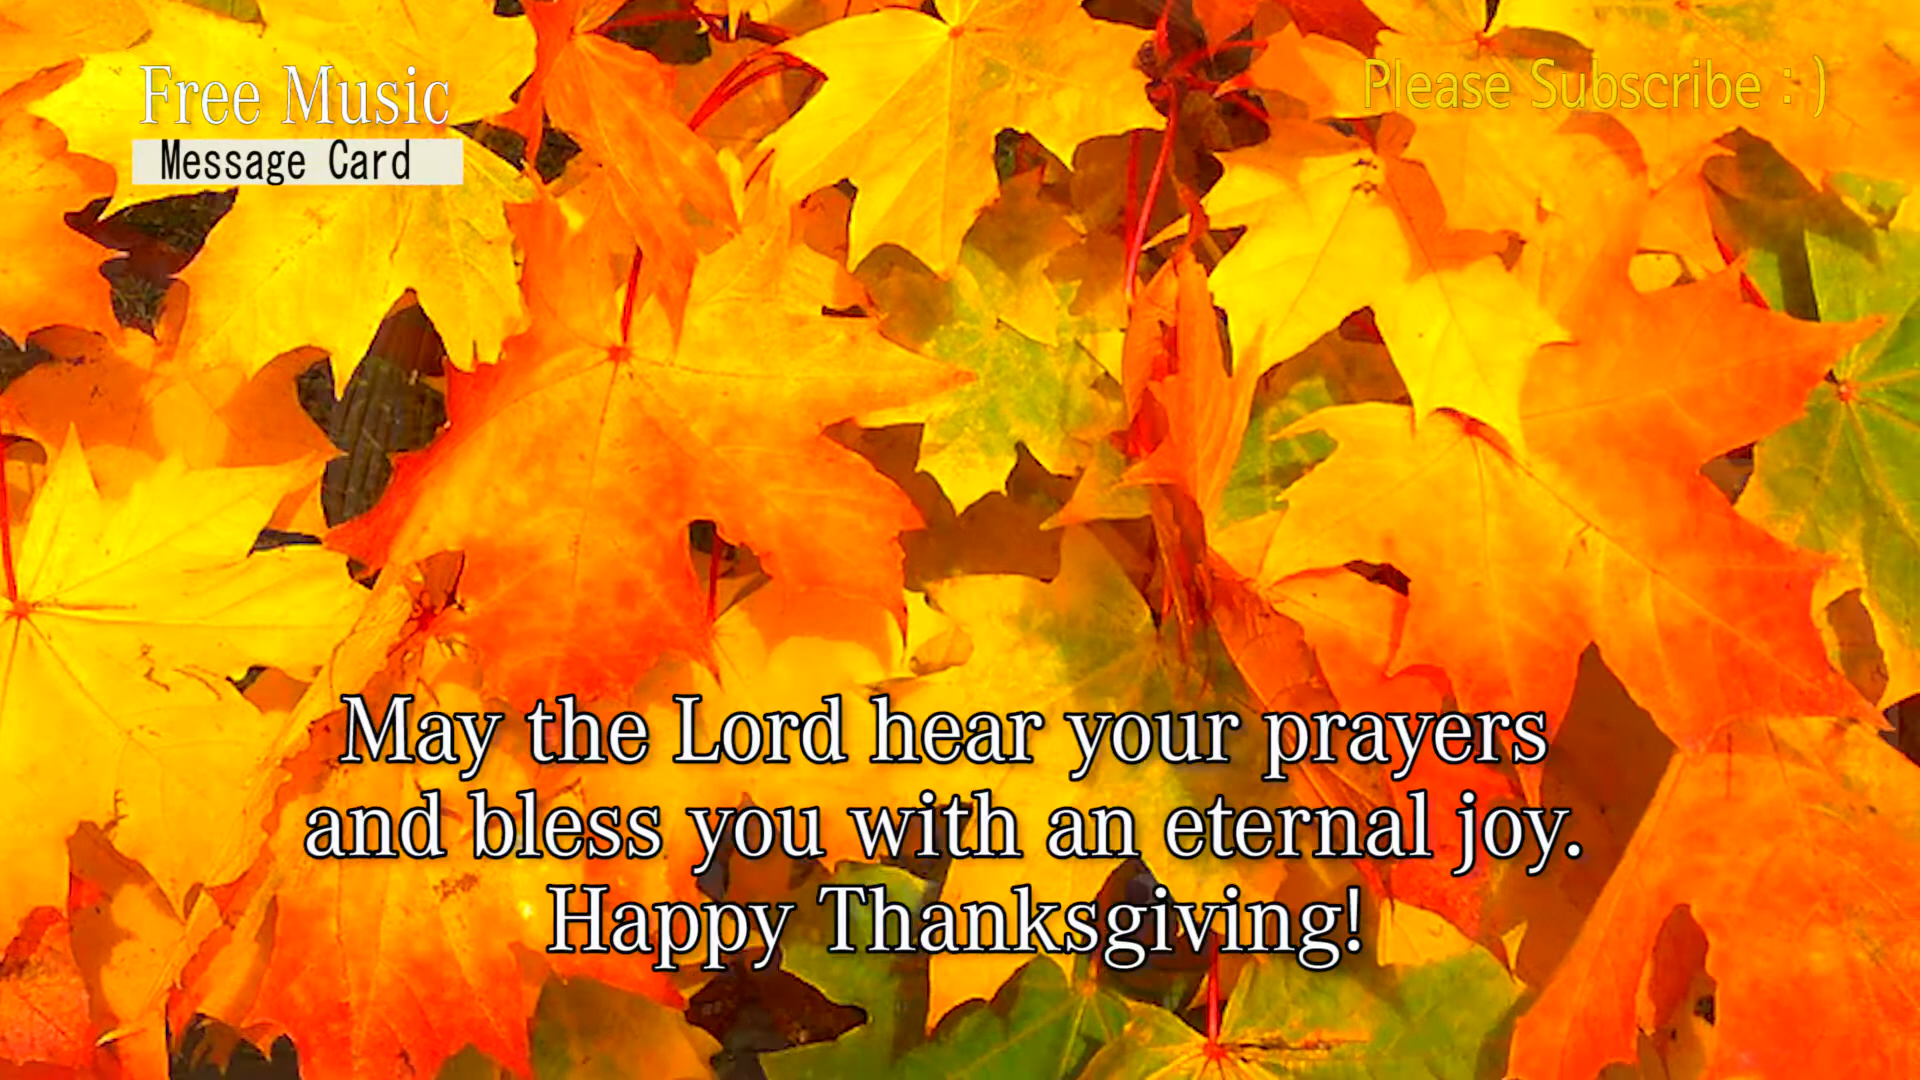 Free Music
Message Card
Please Subscribe : )
May the Lord hear your prayers
and bless you with an eternal joy.
Happy Thanksgiving!